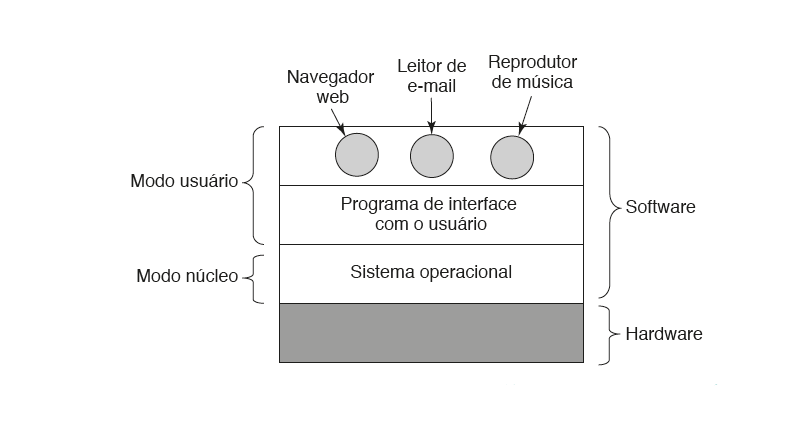 Navegador
web
Leitor de
e-mail
Reprodutor
de música
Modo usuário
Programa de interface
com o usuário
Software
Modo núcleo
Sistema operacional
Hardware